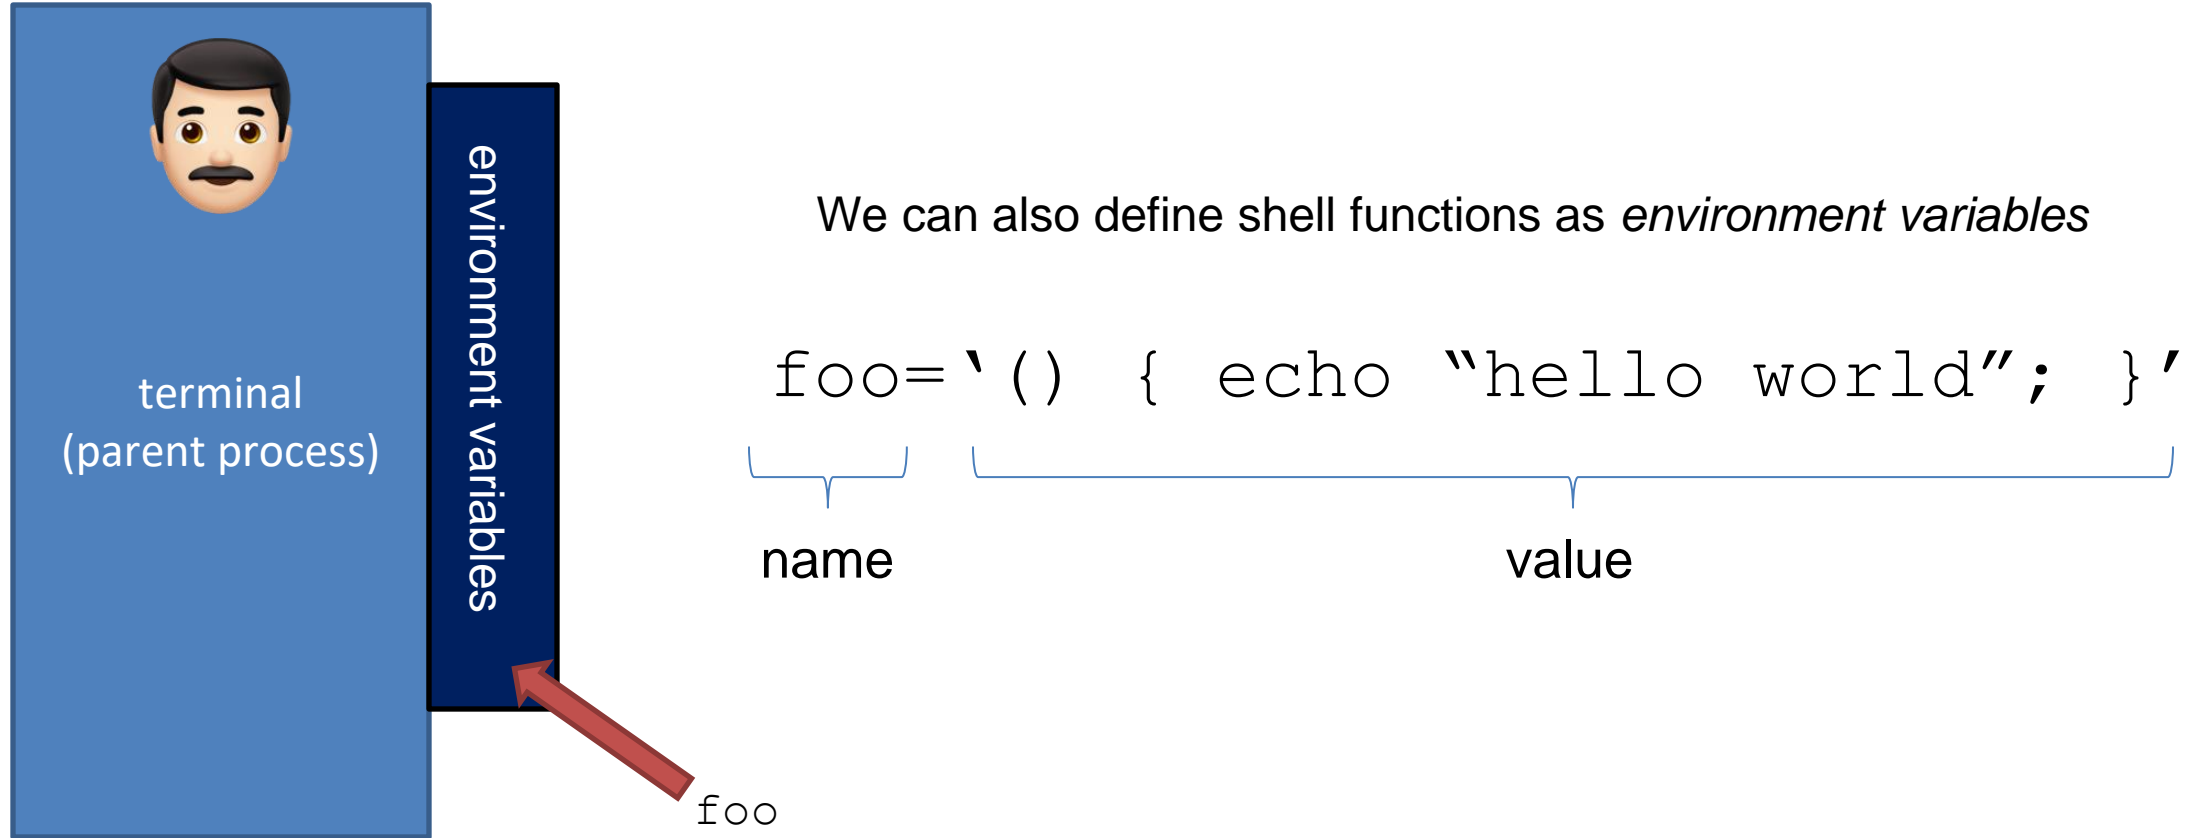 terminal
(parent process)
environment variables
We can also define shell functions as environment variables
foo=‘() { echo “hello world”; }’
name
value
foo